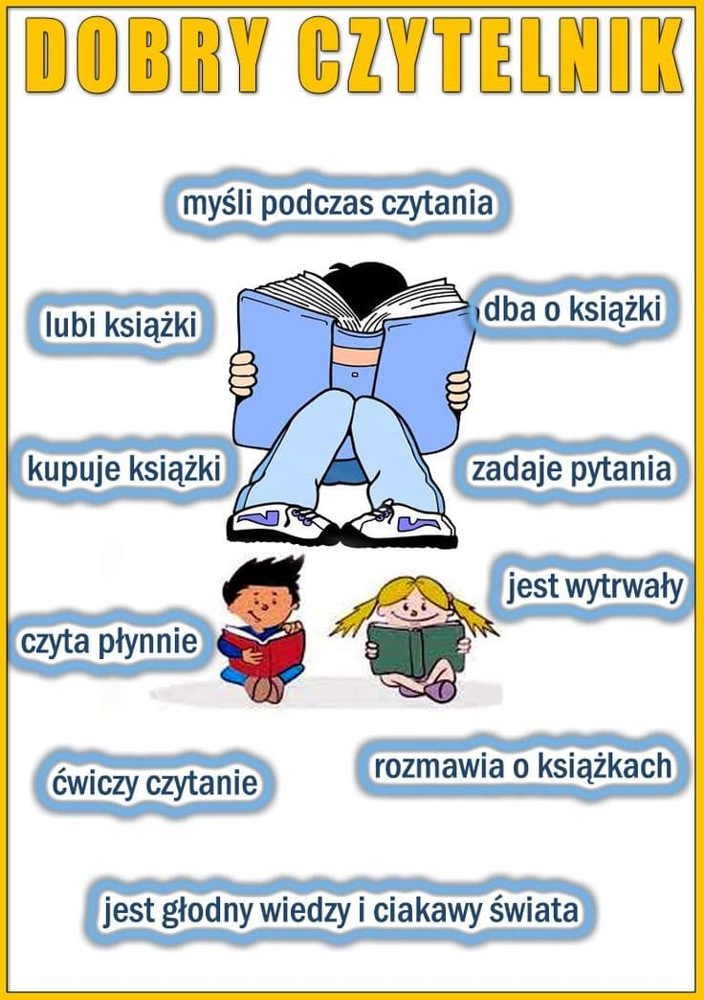 DOBRY CZYTELNIK
myśli podczas czytania
lubi książki
dba o książki
kupuje książki
zadaje pytania
jest wytrwały
czyta płynnie
rozmawia o książkach
ćwiczy czytanie
jest głodny wiedzy i ciakawy świata